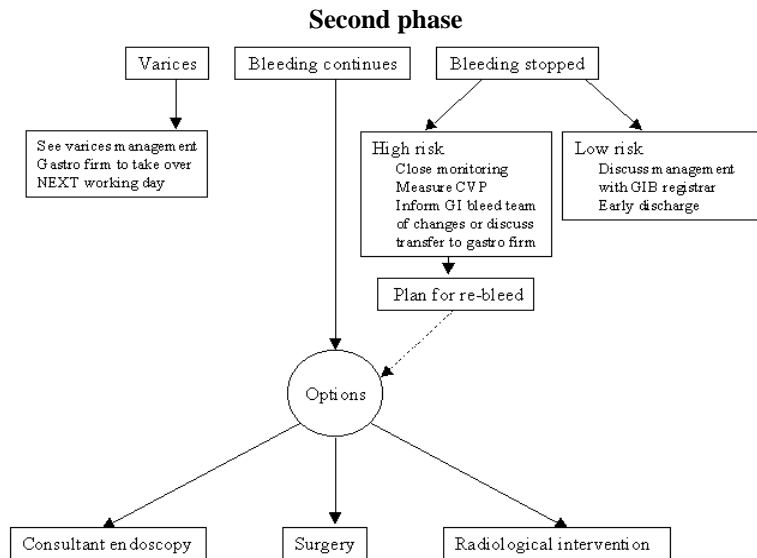 Second phase
Varices
Bleeding continues
Bleeding stopped
See varices management
Gastro firm to take over
NEXT working day
High risk
Close monitoring
Measure CVP
Inform GI bleed team
of changes or discuss
transfer to gastro firm
Low risk
Discuss management
with GIB registrar
Early discharge
Plan for re-bleed
Options
Consultant endoscopy
Surgery
Radiological intervention